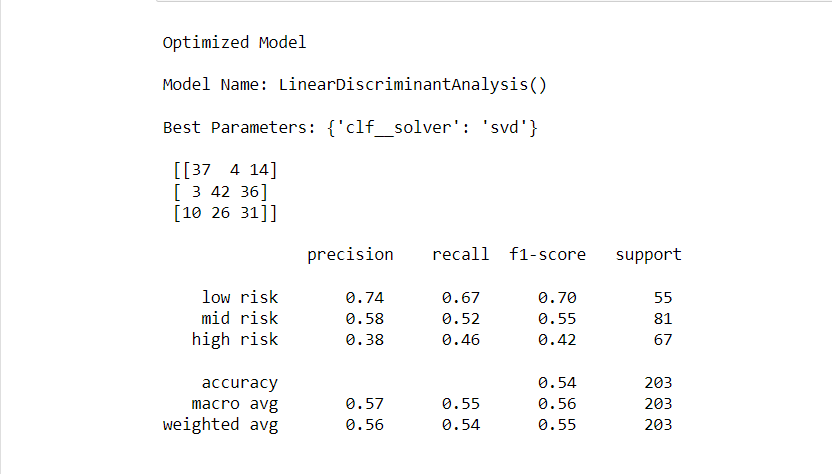 Optimized Model
Model Name: LinearDiscriminantAnalysis()
Best Parameters: {'clf__solver': 'svd'}
[[37  4 14]
[ 3 42 36]
[10 26 31]]
precision recall f1-score support
low risk 0.74 0.67 0.70 55
mid risk 0.58 0.52 0.55 81
high risk 0.38 0.46 0.42 67
accuracy 0.54 203
macro avg 0.57 0.55 0.56 203
weighted avg 0.56 0.54 0.55 203